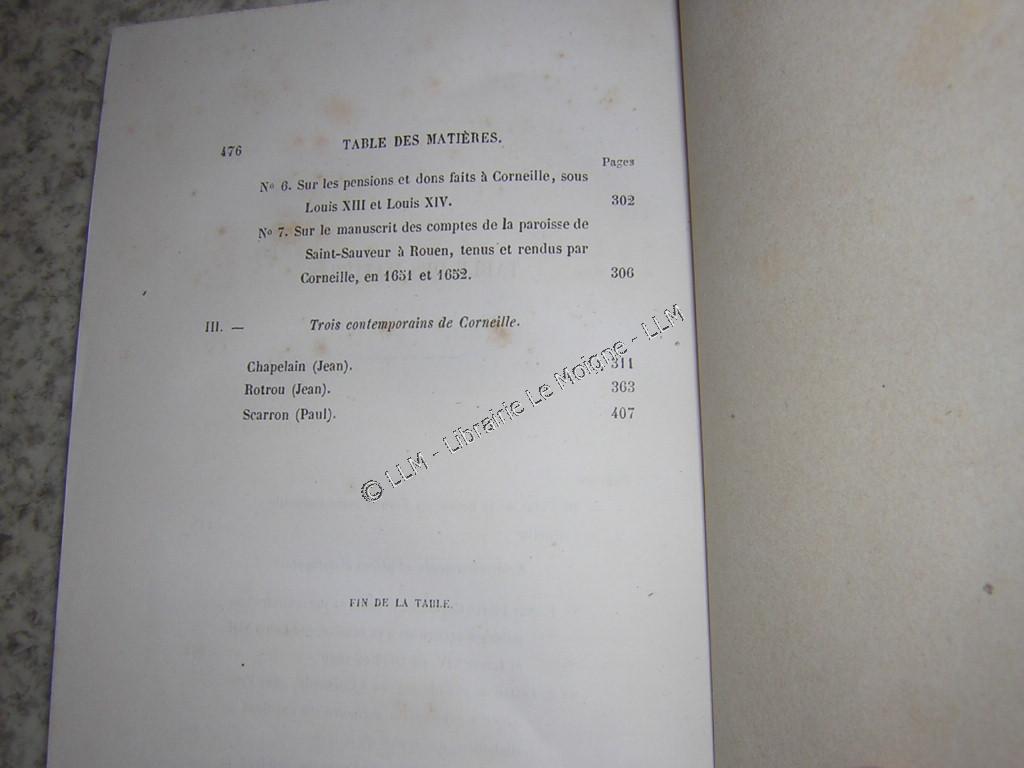 476 TABLE DES MATIÈRES.
Pages
No 6. Sur les pensions et dons faits à Corneille, sous
Louis XIII et Louis XIV. 302
No 7. Sur le manuscrit des comptes de la paroisse de
Saint-Sauveur à Rouen, tenus et rendus par
Corneille, en 1651 et 1652. 306
III. — Trois contemporains de Corneille.
Chapelain (Jean). 311
Rotrou (Jean). 363
Scarron (Paul). 407
© LLM - Librairie Le Moigne - LLM
FIN DE LA TABLE.